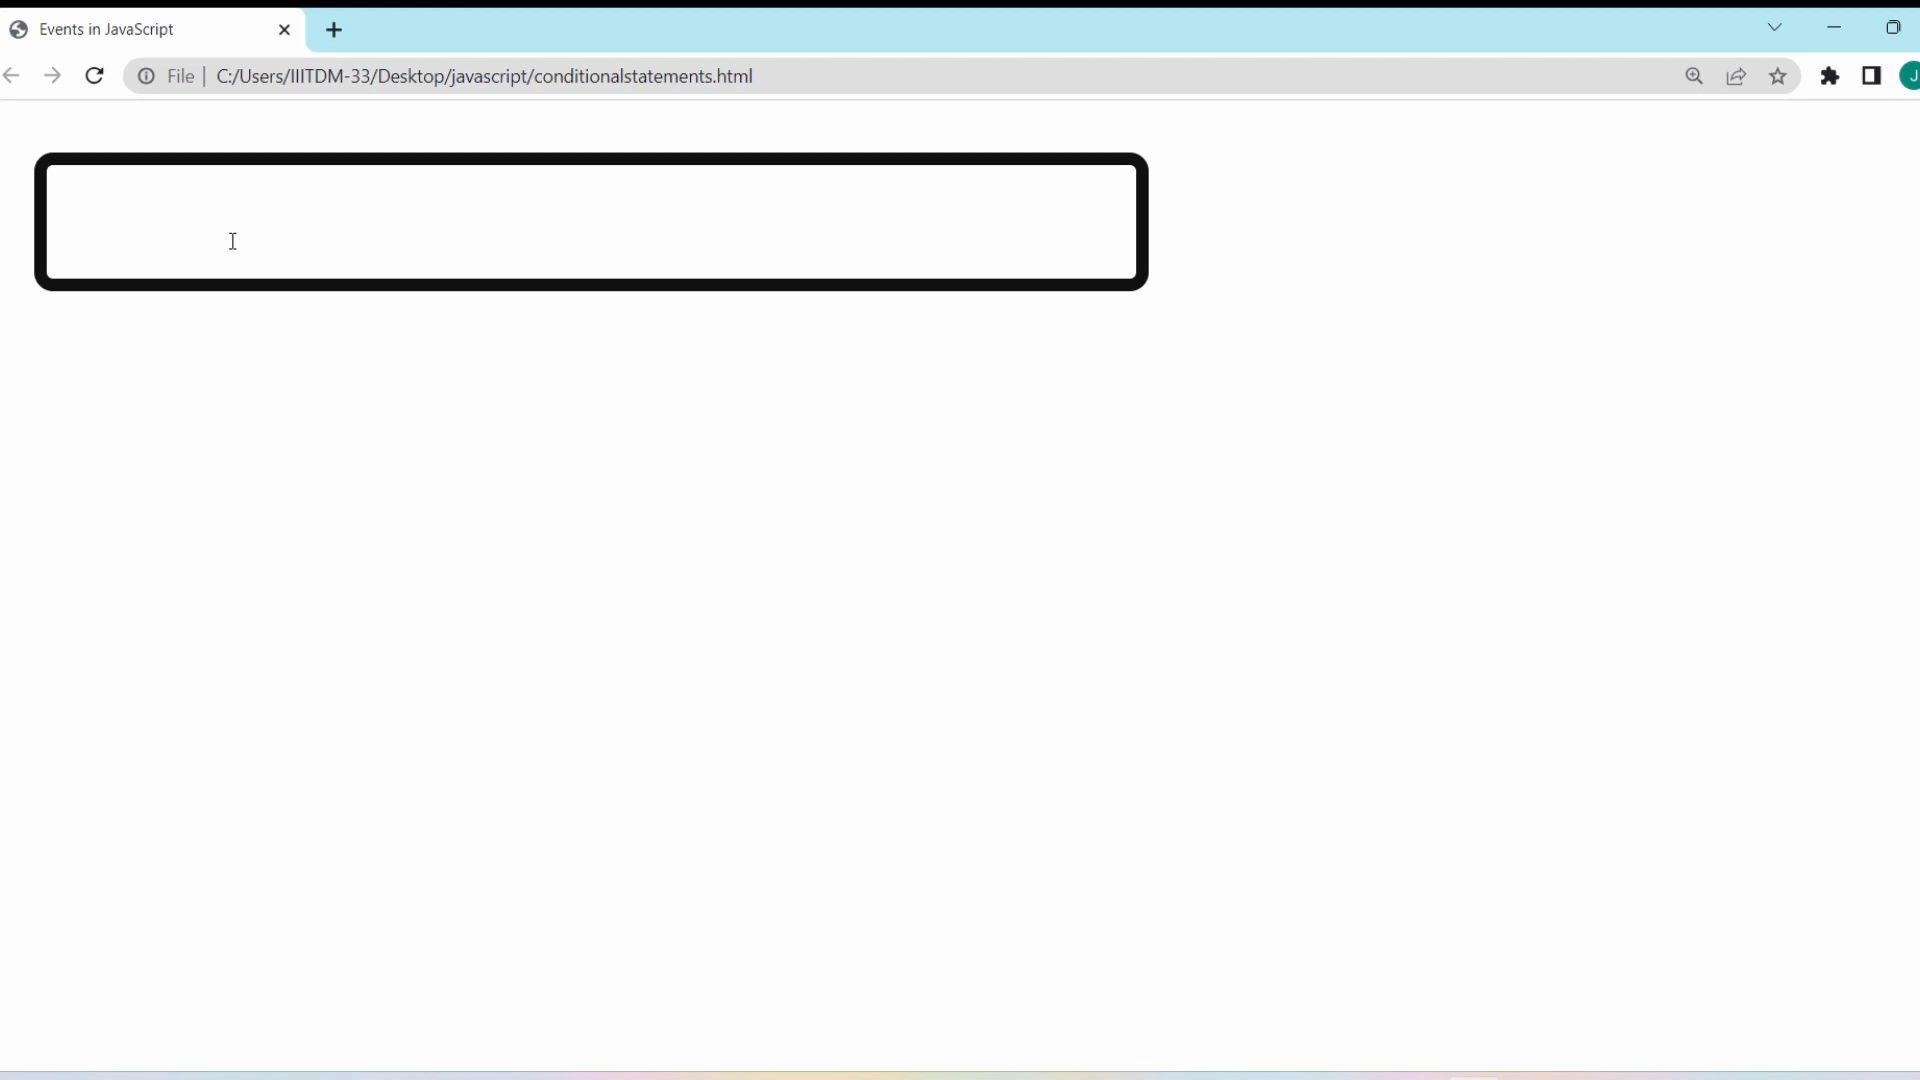 Events in JavaScript
File | C:/Users/IIITDM-33/Desktop/javascript/conditionalstatements.html
J